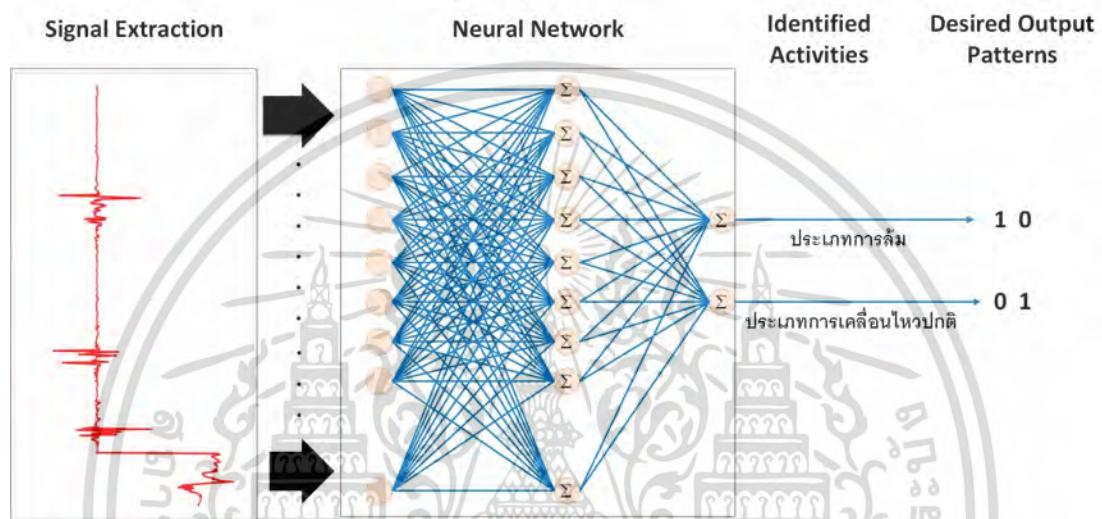 Signal Extraction
Neural Network
Identified
Activities
Desired Output
Patterns
Σ
Σ
Σ
Σ
Σ
Σ
Σ
Σ
Σ
Σ
Σ
ประเภทการล้ม
1 0
ประเภทการเคลื่อนไหวปกติ
0 1